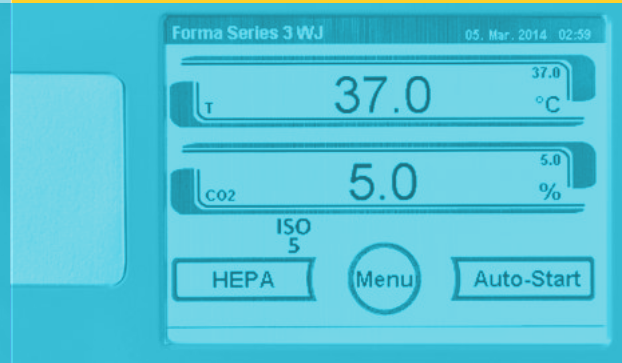 Forma Series 3 WJ 05. Mar. 2014 02:59
37.0
T 37.0 °C
5.0
CO2 5.0 %
ISO
5
HEPA Menu Auto-Start